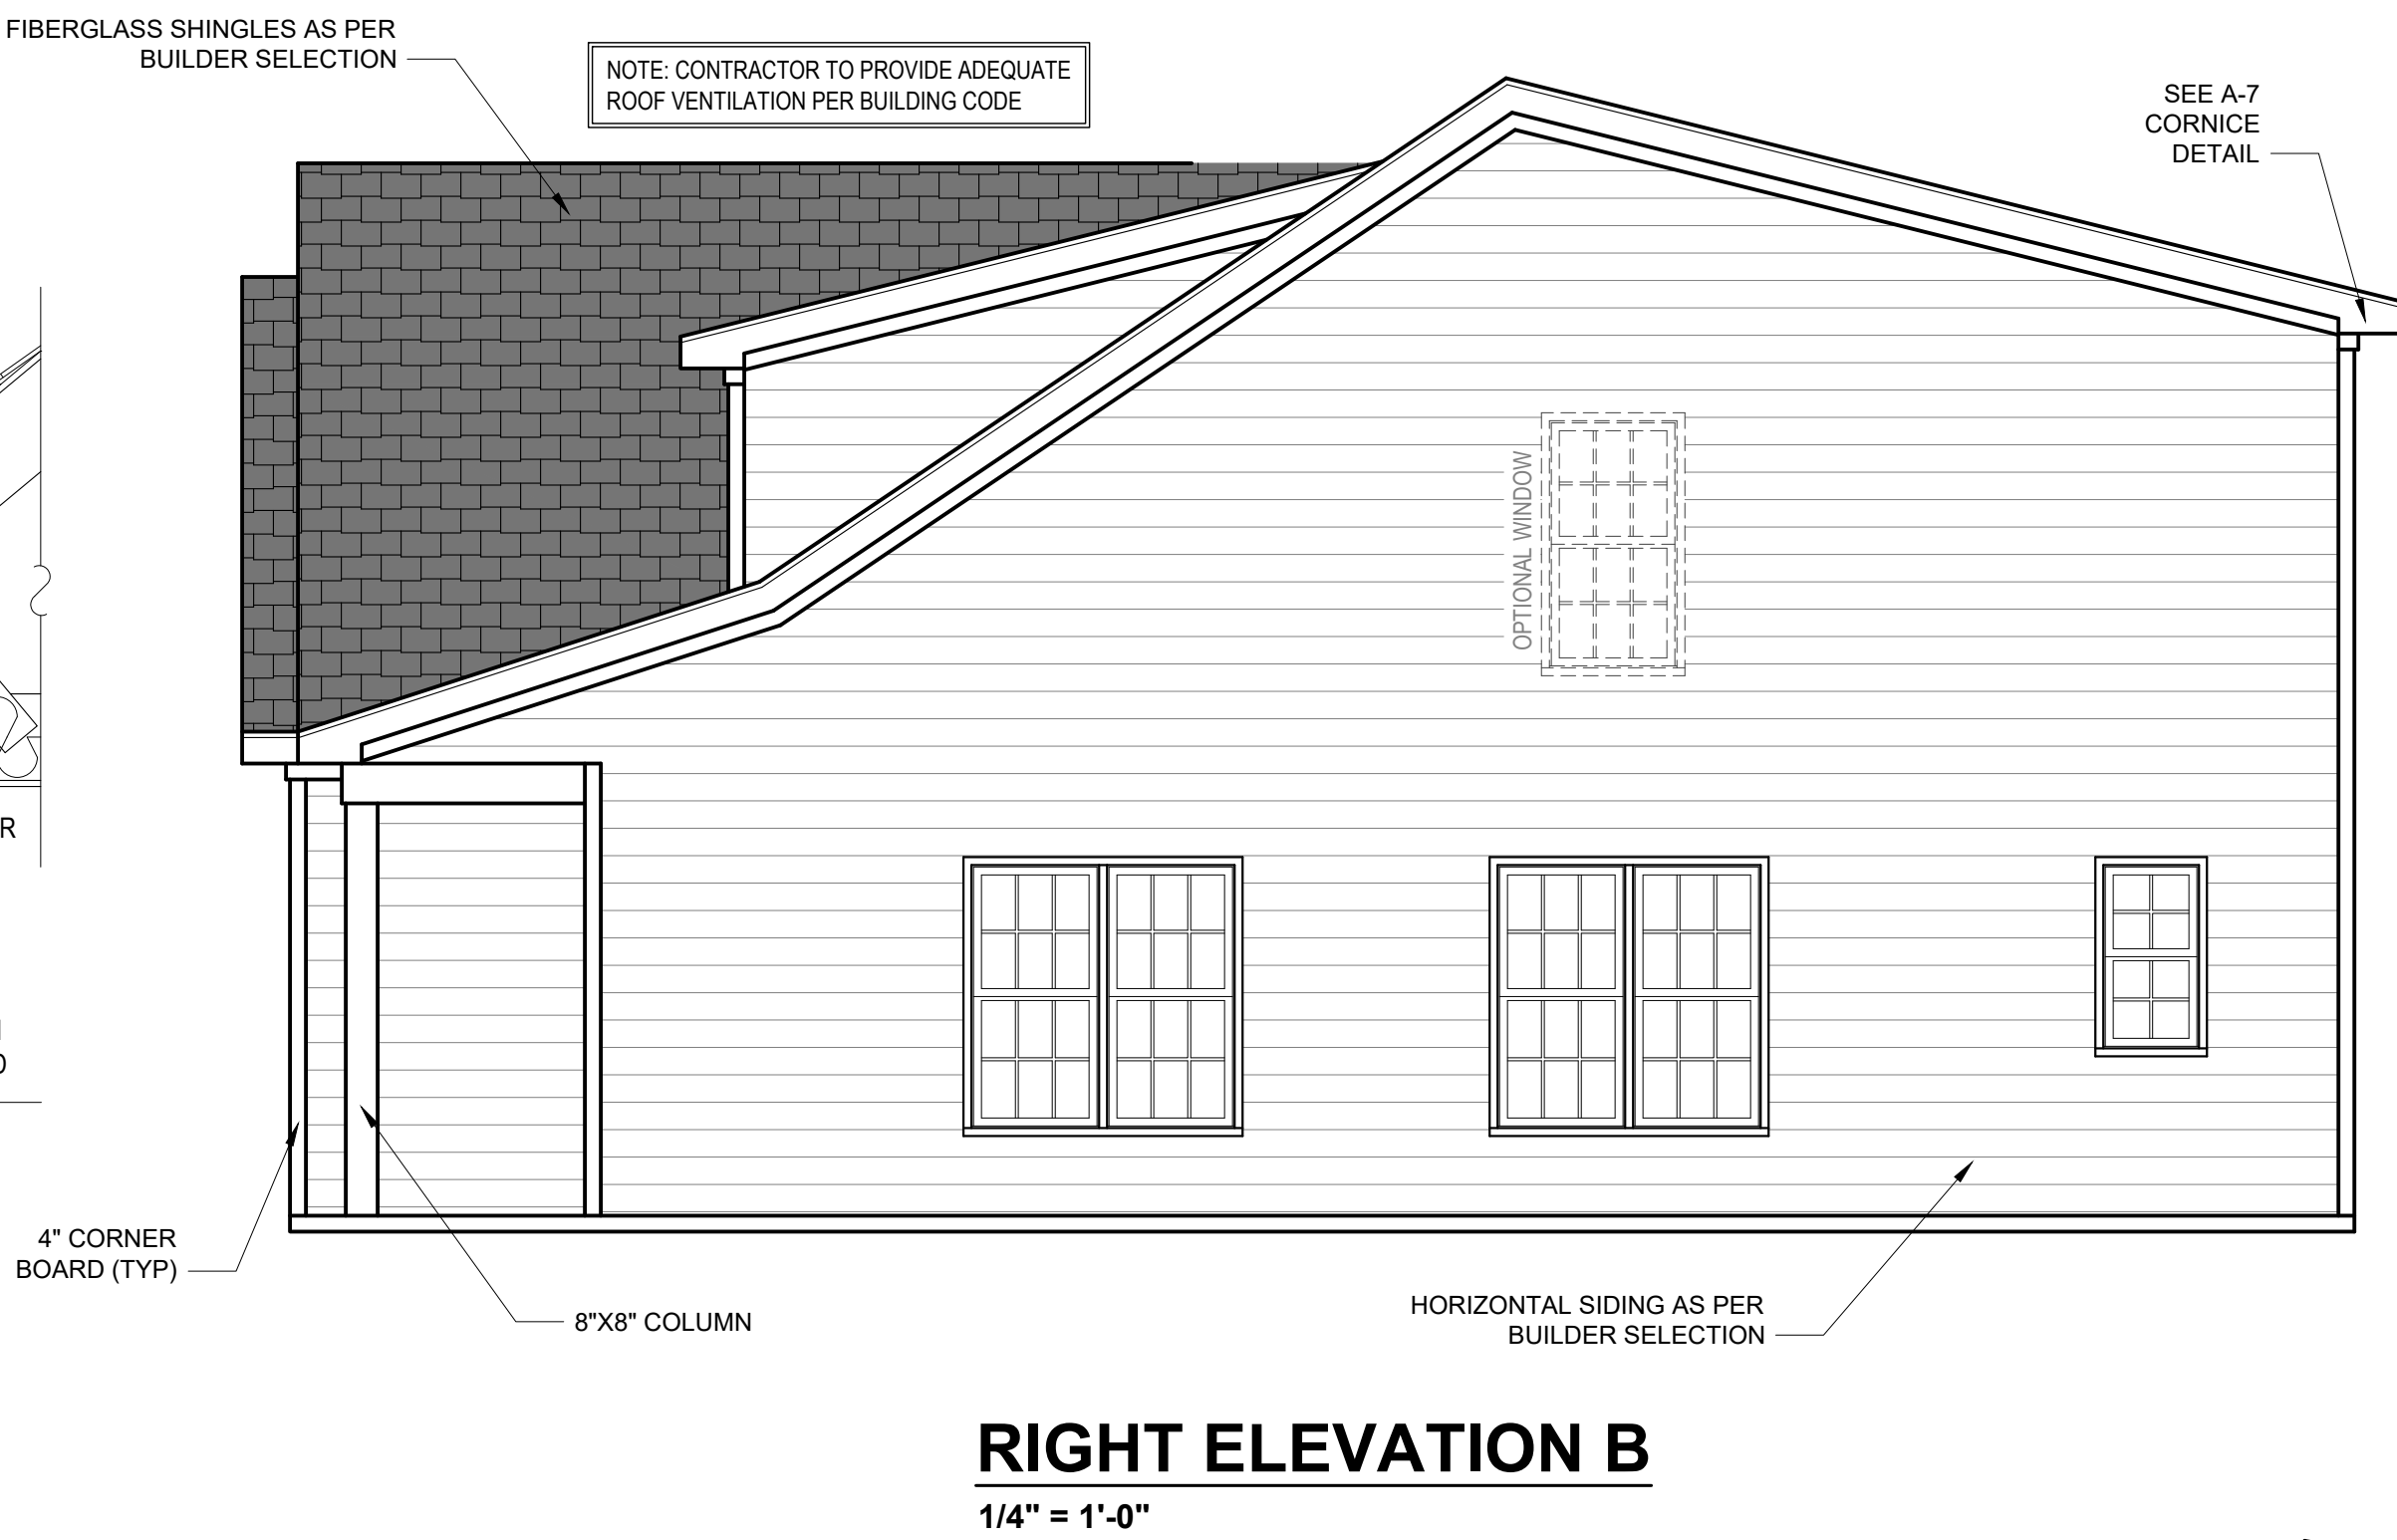 FIBERGLASS SHINGLES AS PER
BUILDER SELECTION
NOTE: CONTRACTOR TO PROVIDE ADEQUATE
ROOF VENTILATION PER BUILDING CODE
SEE A-7
CORNICE
DETAIL
OPTIONAL WINDOW
4" CORNER
BOARD (TYP)
8"X8" COLUMN
HORIZONTAL SIDING AS PER
BUILDER SELECTION
RIGHT ELEVATION B
1/4" = 1'-0"